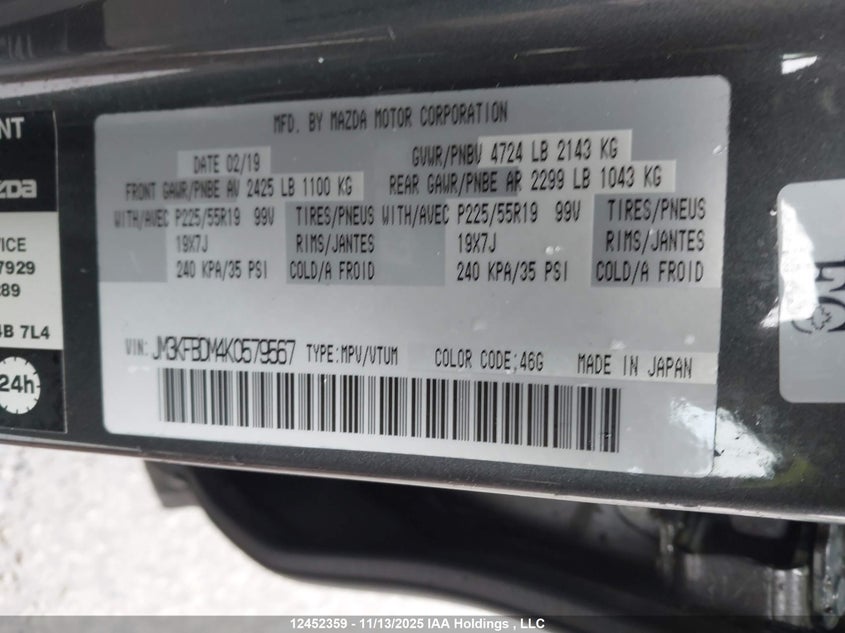 MFD. BY MAZDA MOTOR CORPORATION
DATE 02/19
GVWR/PNBV 4724 LB 2143 KG
FRONT GAWR/PNBE AV 2425 LB 1100 KG
REAR GAWR/PNBE AR 2299 LB 1043 KG
WITH/AVEC P225/55R19 99V TIRES/PNEUS WITH/AVEC P225/55R19 99V TIRES/PNEUS
19X7J RIMS/JANTES 19X7J RIMS/JANTES
240 KPA/35 PSI COLD/A FROID 240 KPA/35 PSI COLD/A FROID
VIN: JM3KFBDM4K0579567 TYPE:MPV/VTUM COLOR CODE;46G MADE IN JAPAN
NT
zDa
ICE
7929
289
4B 7L4
24h
12452359 - 11/13/2025 IAA Holdings , LLC